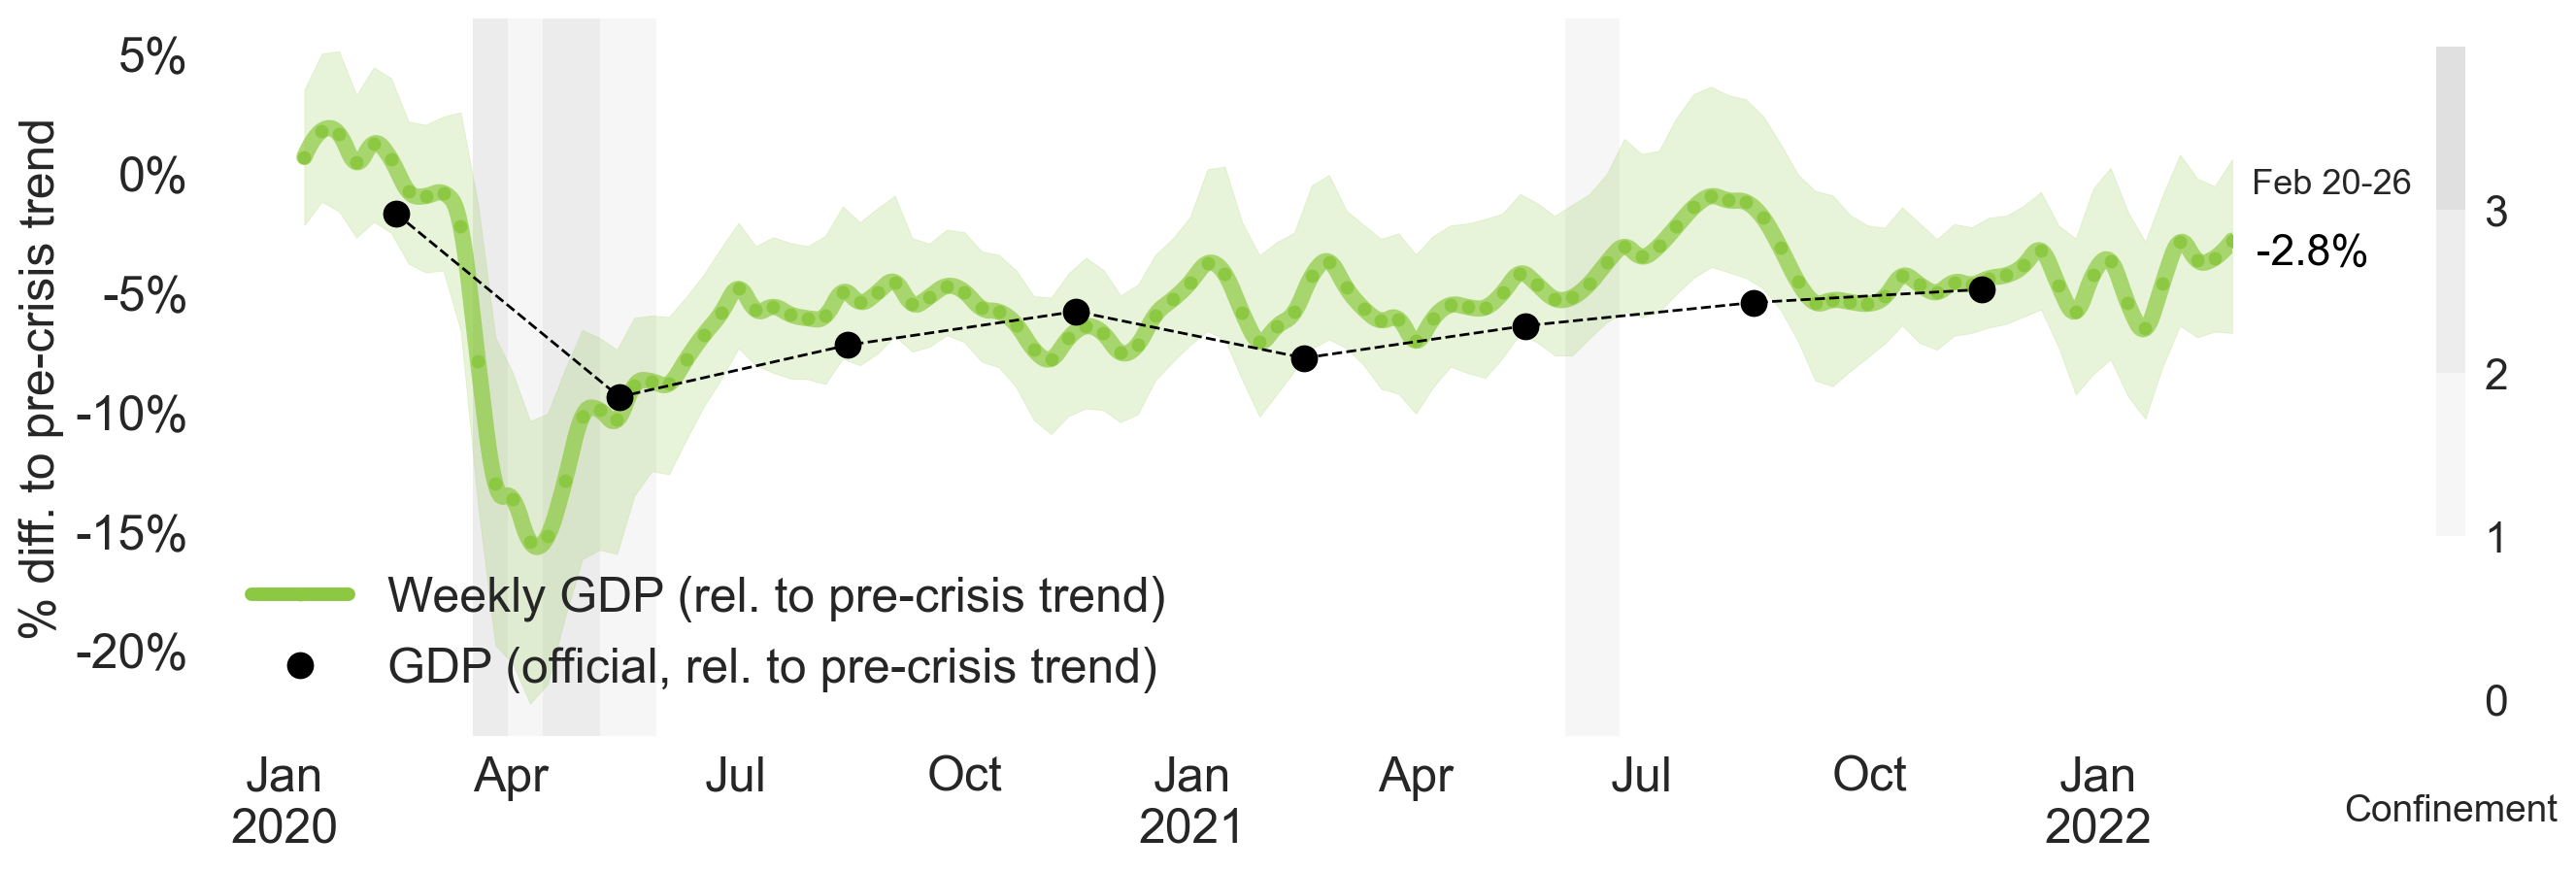 % diff. to pre-crisis trend
5%
0%
-5%
-10%
-15%
-20%
Weekly GDP (rel. to pre-crisis trend)
GDP (official, rel. to pre-crisis trend)
Feb 20-26
-2.8%
3
2
1
0
Confinement
Jan Apr Jul Oct Jan Apr Jul Oct Jan
2020 2021 2022